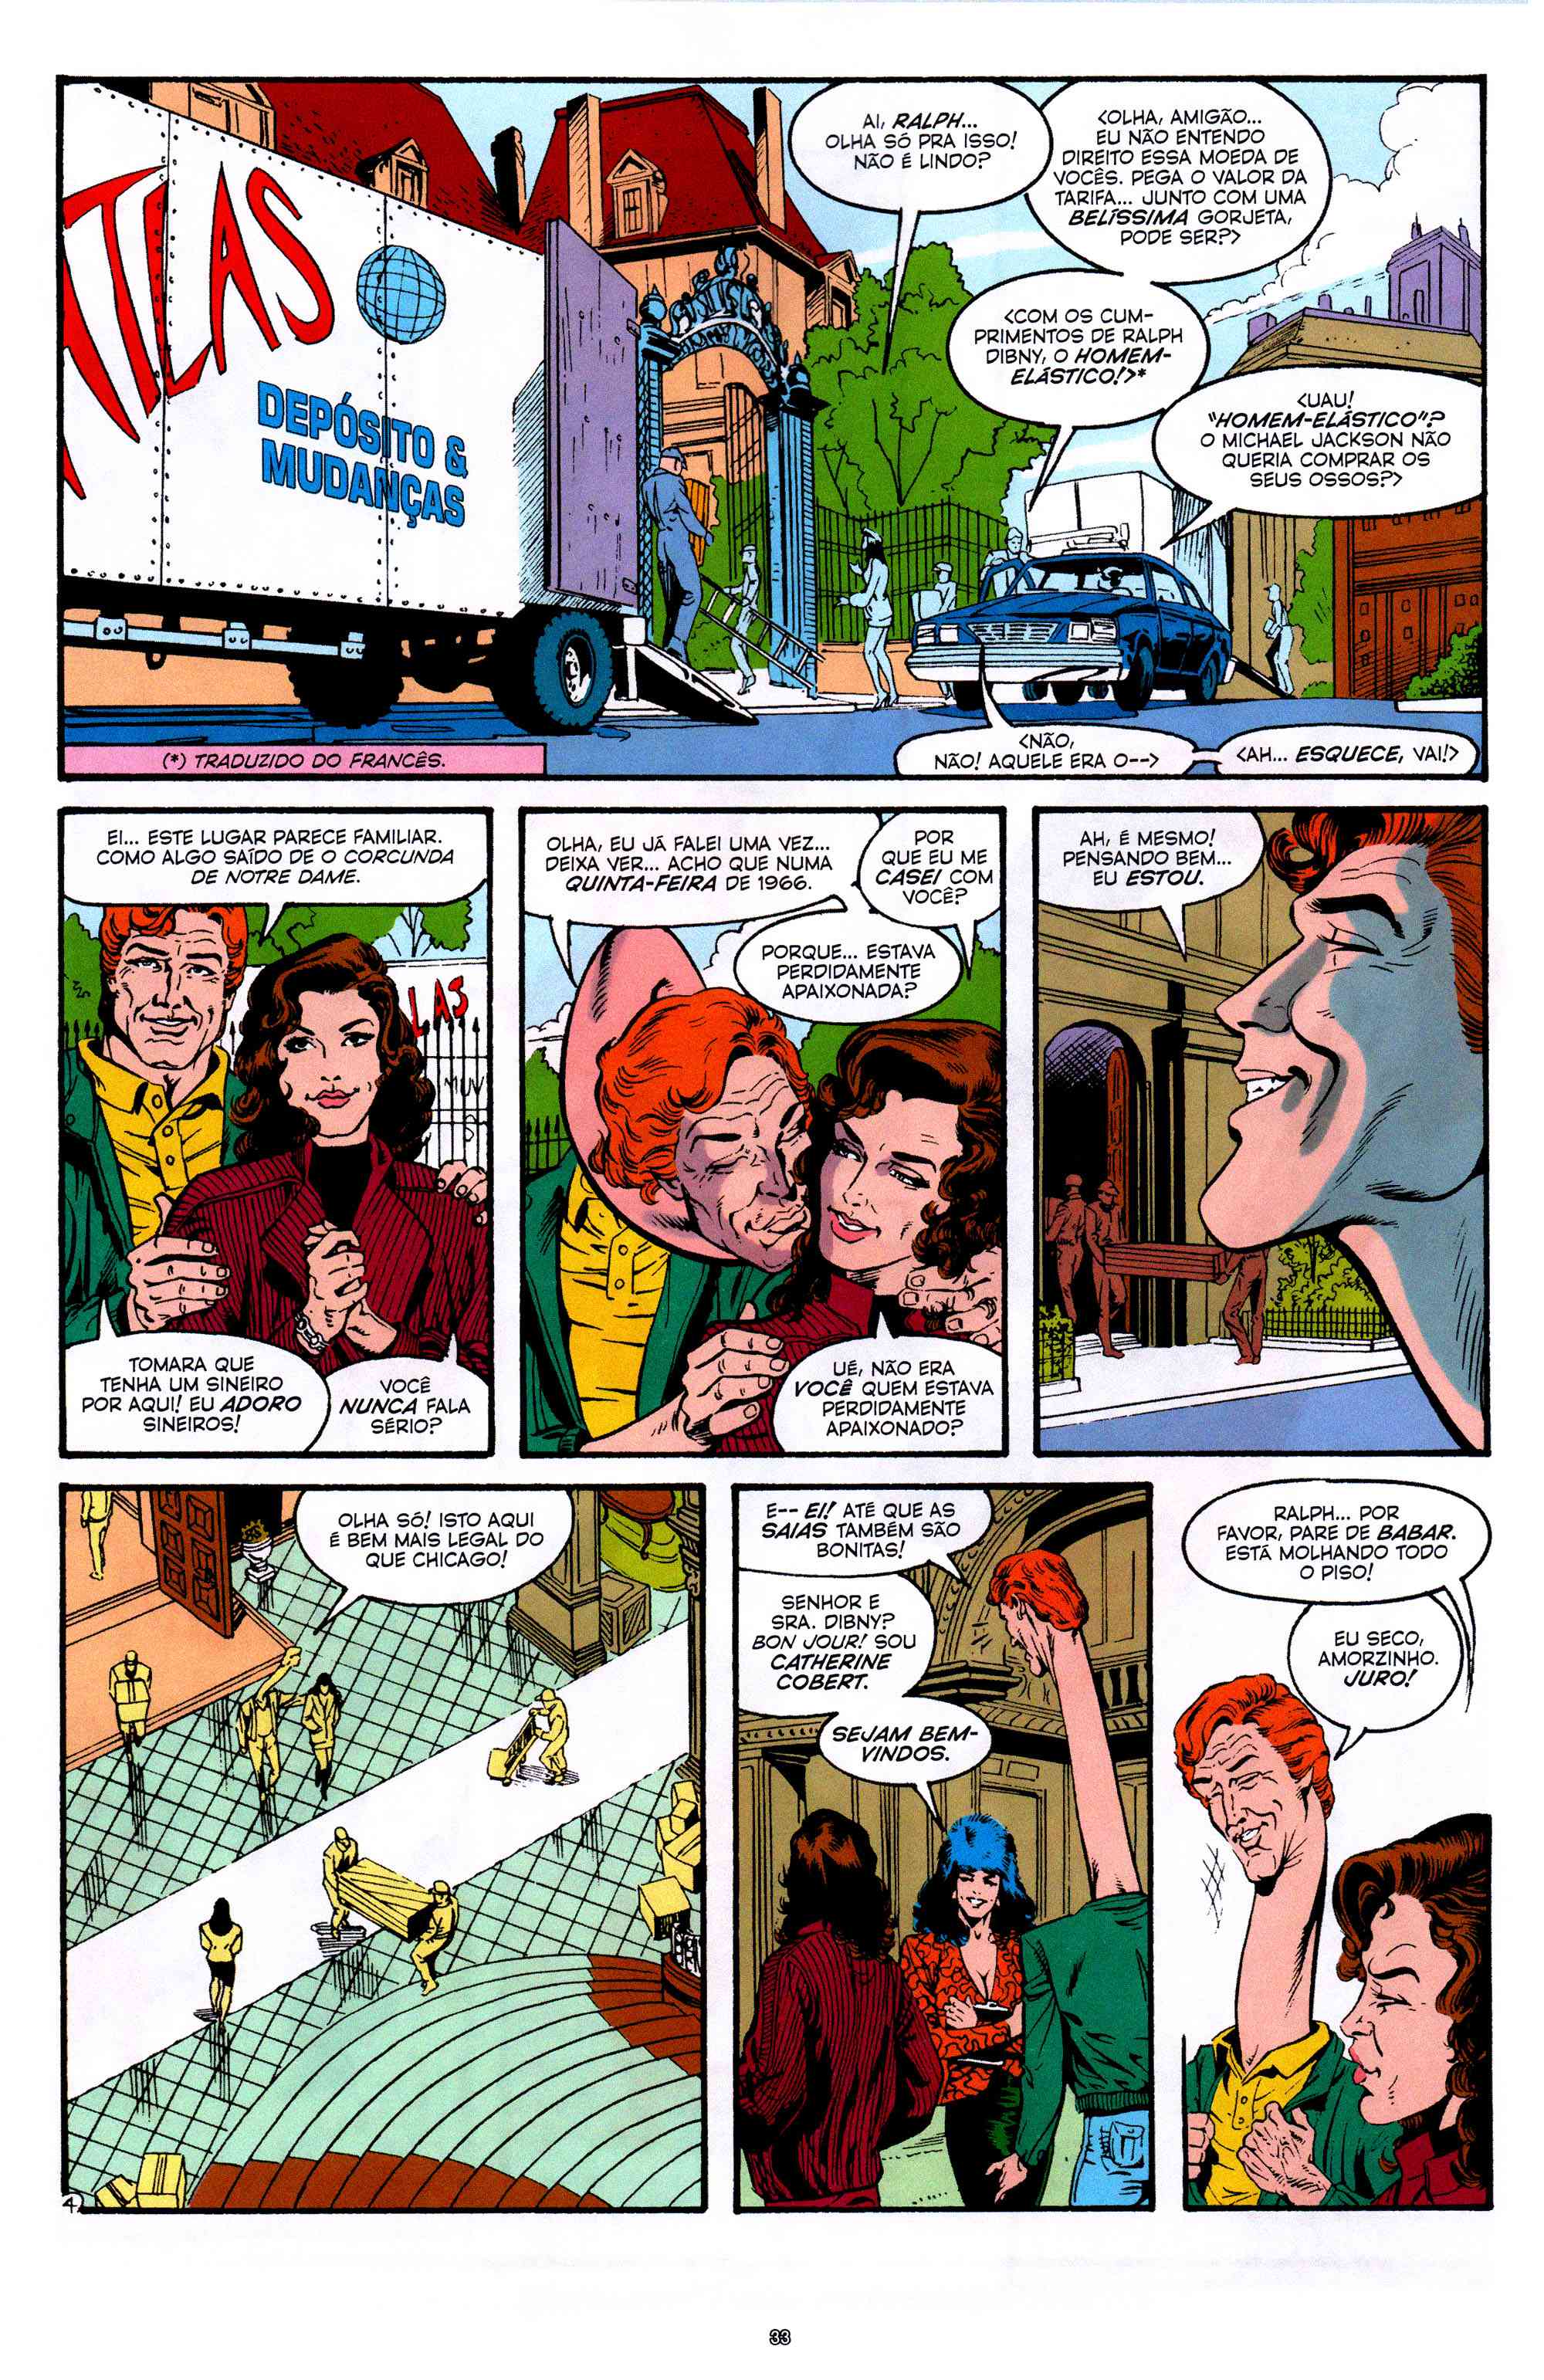 ATLAS
DEPÓSITO &
MUDANÇAS
AI, RALPH...
OLHA SÓ PRA ISSO!
NÃO É LINDO?
<OLHA, AMIGÃO...
EU NÃO ENTENDO
DIREITO ESSA MOEDA DE
VOCÊS. PEGA O VALOR DA
TARIFA... JUNTO COM UMA
BELÍSSIMA GORJETA,
PODE SER?>
<COM OS CUM-
PRIMENTOS DE RALPH
DIBNY, O HOMEM-
ELÁSTICO!>*
<UAU!
"HOMEM-ELÁSTICO"?
O MICHAEL JACKSON NÃO
QUERIA COMPRAR OS
SEUS OSSOS?>
<NÃO,
NÃO! AQUELE ERA O-->
<AH... ESQUECE, VAI!>
(*) TRADUZIDO DO FRANCÊS.
EI... ESTE LUGAR PARECE FAMILIAR.
COMO ALGO SAÍDO DE O CORCUNDA
DE NOTRE DAME.
LAS
MUV
TOMARA QUE
TENHA UM SINEIRO
POR AQUI! EU ADORO
SINEIROS!
VOCÊ
NUNCA FALA
SÉRIO?
OLHA, EU JÁ FALEI UMA VEZ...
DEIXA VER... ACHO QUE NUMA
QUINTA-FEIRA DE 1966.
POR
QUE EU ME
CASEI COM
VOCÊ?
PORQUE... ESTAVA
PERDIDAMENTE
APAIXONADA?
UÉ, NÃO ERA
VOCÊ QUEM ESTAVA
PERDIDAMENTE
APAIXONADO?
AH, É MESMO!
PENSANDO BEM...
EU ESTOU.
OLHA SÓ! ISTO AQUI
É BEM MAIS LEGAL DO
QUE CHICAGO!
4
E-- EI! ATÉ QUE AS
SAIAS TAMBÉM SÃO
BONITAS!
SENHOR E
SRA. DIBNY?
BON JOUR! SOU
CATHERINE
COBERT.
SEJAM BEM-
VINDOS.
RALPH... POR
FAVOR, PARE DE BABAR.
ESTÁ MOLHANDO TODO
O PISO!
EU SECO,
AMORZINHO.
JURO!
33